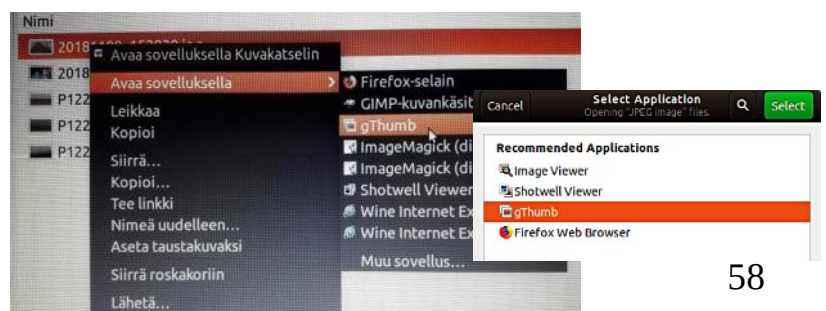 Nimi
2018
Avaa sovelluksella Kuvakatselin
2018
Avaa sovelluksella
P122
Leikkaa
P122
Kopioi
P122
Siirrä...
Kopioi...
Tee linkki
Nimeä uudelleen...
Aseta taustakuvaksi
Siirrä roskakoriin
Lähetä...
Firefox-selain
GIMP-kuvankäsit
gThumb
ImageMagick (di
ImageMagick (di
Shotwell Viewer
Wine Internet Ex
Wine Internet Ex
Muu sovellus...
Cancel
Select Application
Opening "JPEG image" files.
Select
Recommended Applications
Image Viewer
Shotwell Viewer
gThumb
Firefox Web Browser
58